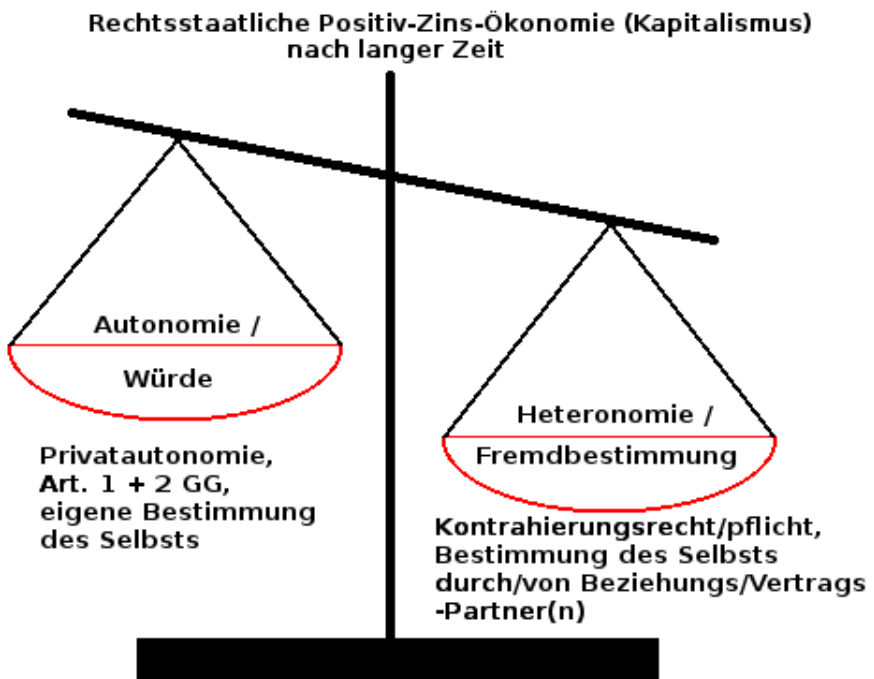 Rechtsstaatliche Positiv-Zins-Ökonomie (Kapitalismus)
nach langer Zeit
Autonomie /
Würde
Privatautonomie,
Art. 1 + 2 GG,
eigene Bestimmung
des Selbsts
Heteronomie /
Fremdbestimmung
Kontrahierungsrecht/pflicht,
Bestimmung des Selbsts
durch/von Beziehungs/Vertrags
-Partner(n)